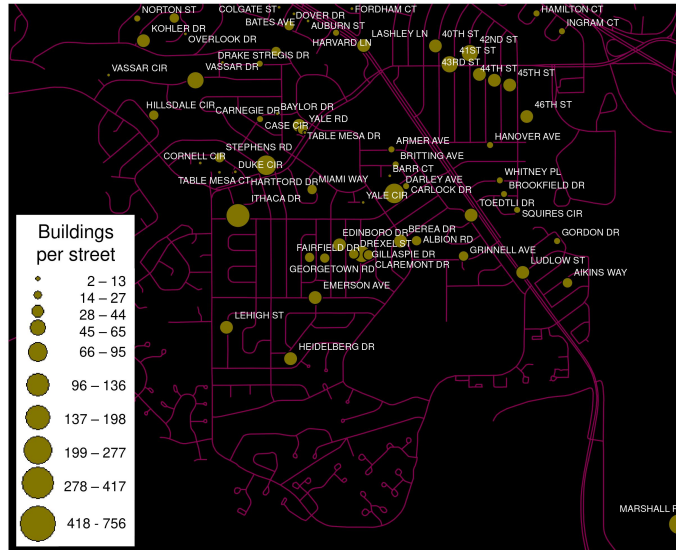 NORTON ST
COLGATE ST
FORDHAM CT
HAMILTON CT
BATES AVE
DOVER DR
KOHLER DR
AUBURN ST
LASHLEY LN
40TH ST
INGRAM CT
OVERLOOK DR
HARVARD LN
42ND ST
DRAKE ST
REGIS DR
41ST ST
VASSAR CIR
VASSAR DR
43RD ST
44TH ST
45TH ST
HILLSDALE CIR
CARNEGIE DR
BAYLOR DR
46TH ST
CASE CIR
YALE RD
TABLE MESA DR
ARMER AVE
HANOVER AVE
STEPHENS RD
BRITTING AVE
CORNELL CIR
DUKE CIR
BARR CT
WHITNEY PL
TABLE MESA CT
HARTFORD DR
MIAMI WAY
DARLEY AVE
CARLOCK DR
BROOKFIELD DR
ITHACA DR
YALE CIR
TOEDTLI DR
SQUIRES CIR
EDINBORO DR
BEREA DR
GORDON DR
FAIRFIELD DR
DREXEL ST
ALBION RD
GILLASPIE DR
GRINNELL AVE
GEORGETOWN RD
CLAREMONT DR
LUDLOW ST
AIKINS WAY
EMERSON AVE
LEHIGH ST
HEIDELBERG DR
MARSHALL
Buildings
per street
2 – 13
14 – 27
28 – 44
45 – 65
66 – 95
96 – 136
137 – 198
199 – 277
278 – 417
418 - 756